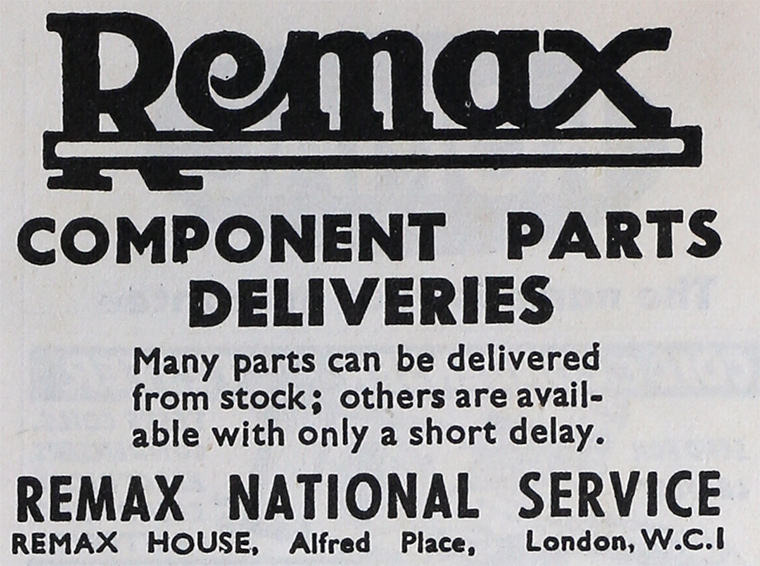 Remax
COMPONENT PARTS
DELIVERIES
Many parts can be delivered
from stock; others are avail-
able with only a short delay.
REMAX NATIONAL SERVICE
REMAX HOUSE, Alfred Place, London, W.C.1